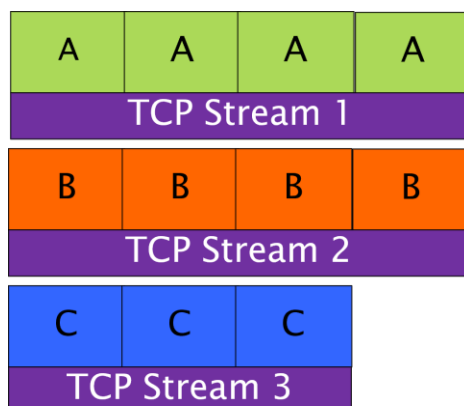 A A A A
TCP Stream 1
B B B B
TCP Stream 2
C C C
TCP Stream 3